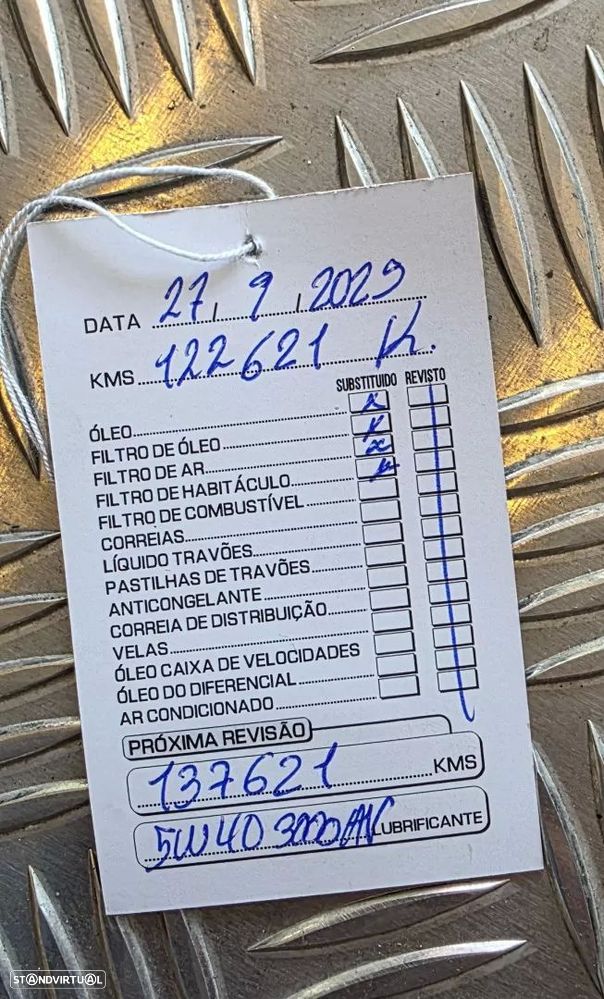 DATA 27, 9, 2023
KMS 122621 K.
SUBSTITUIDO REVISTO
ÓLEO X
FILTRO DE ÓLEO X
FILTRO DE AR X
FILTRO DE HABITÁCULO X
FILTRO DE COMBUSTÍVEL
CORREIAS
LÍQUIDO TRAVÕES
PASTILHAS DE TRAVÕES
ANTICONGELANTE
CORREIA DE DISTRIBUIÇÃO
VELAS
ÓLEO CAIXA DE VELOCIDADES
ÓLEO DO DIFERENCIAL
AR CONDICIONADO
PRÓXIMA REVISÃO
137621 KMS
5W40 LUBRIFICANTE
STANDVIRTUAL